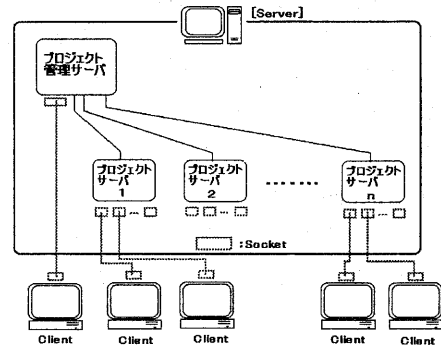 [Server]
プロジェクト
管理サーバ
プロジェクト
サーバ
1
プロジェクト
サーバ
2
プロジェクト
サーバ
n
:Socket
Client
Client
Client
Client
Client